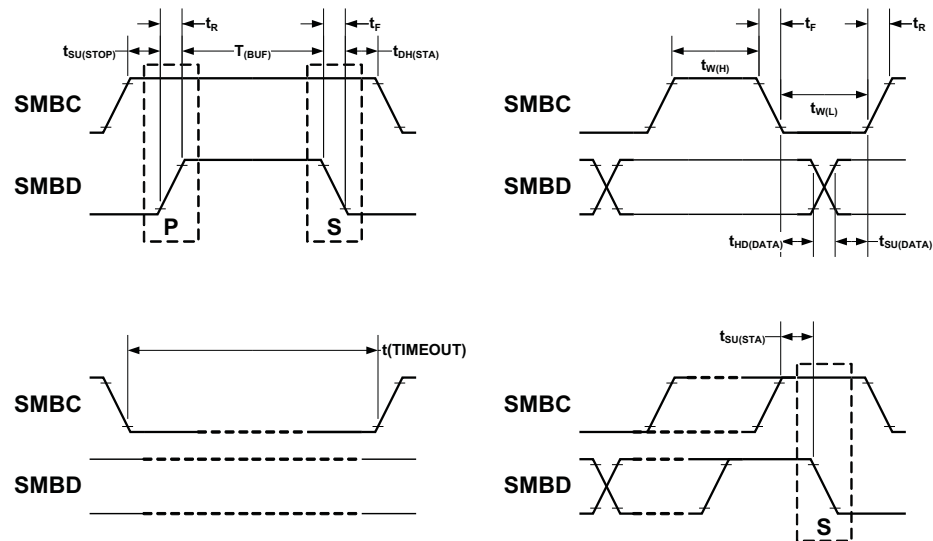 tR
tF
tSU(STOP)
T(BUF)
tDH(STA)
SMBC
SMBD
P
S
tF
tR
tW(H)
tW(L)
SMBC
SMBD
tHD(DATA)
tSU(DATA)
t(TIMEOUT)
SMBC
SMBD
tSU(STA)
SMBC
SMBD
S